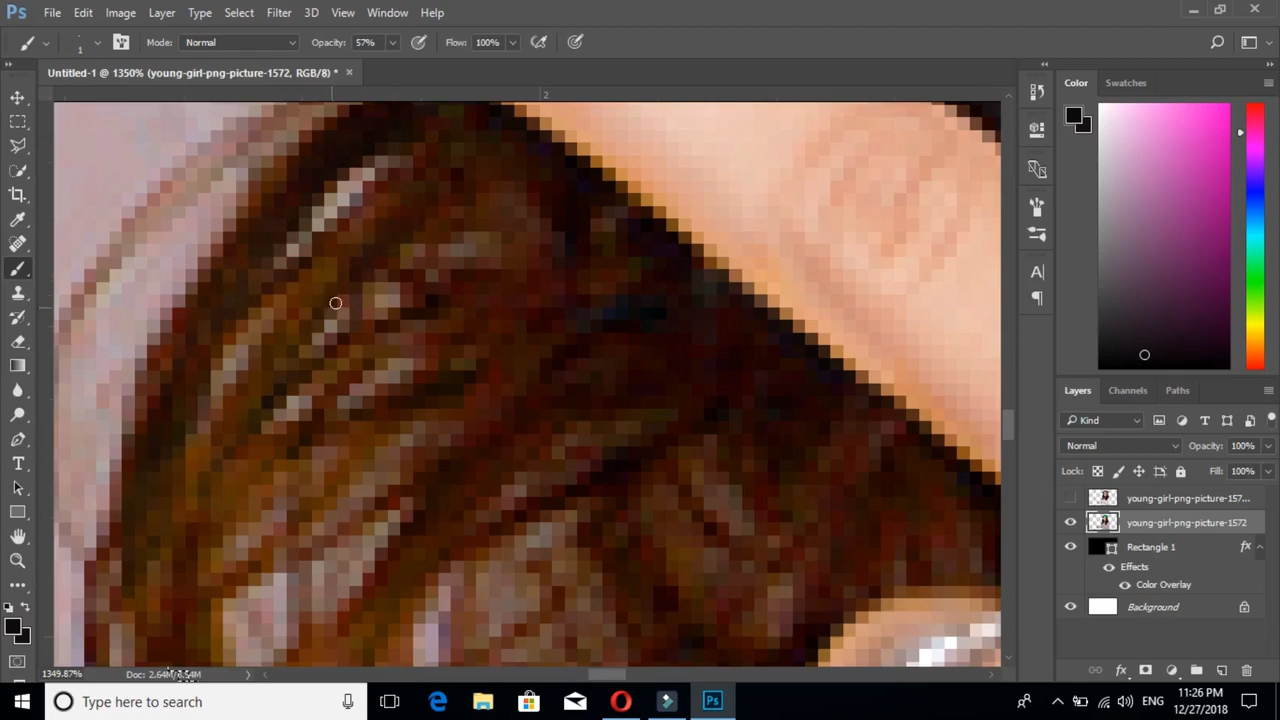 Ps File Edit Image Layer Type Select Filter 3D View Window Help
1 Mode: Normal Opacity: 57% Flow: 100%
Untitled-1 @ 1350% (young-girl-png-picture-1572, RGB/8) *
2
Color Swatches
Layers Channels Paths
Kind
Normal Opacity: 100%
Lock: Fill: 100%
young-girl-png-picture-157...
young-girl-png-picture-1572
Rectangle 1 fx
Effects
Color Overlay
Background
1349.87% Doc:
Type here to search
ENG
11:26 PM
12/27/2018